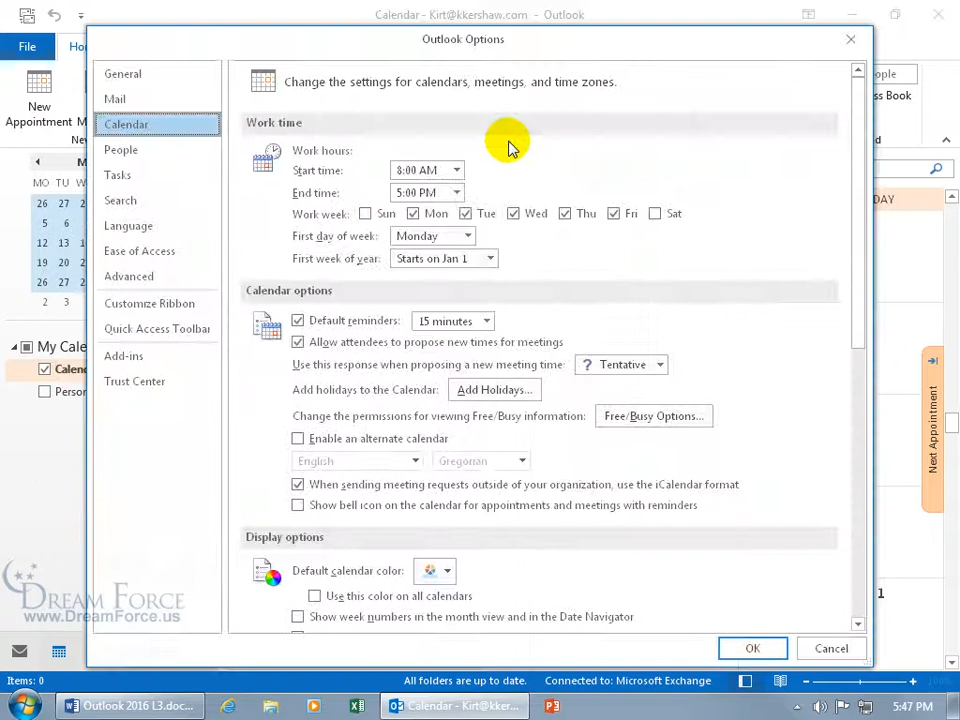 Calendar - Kirt@kkershaw.com - Outlook
Outlook Options
File
New
Appointment
People
Address Book
MO TU
26 27
5 6
12 13
19 20
26 27
2 3
My Cale
Calend
Person
General
Mail
Calendar
People
Tasks
Search
Language
Ease of Access
Advanced
Customize Ribbon
Quick Access Toolbar
Add-ins
Trust Center
Change the settings for calendars, meetings, and time zones.
Work time
Work hours:
Start time: 8:00 AM
End time: 5:00 PM
Work week: Sun Mon Tue Wed Thu Fri Sat
First day of week: Monday
First week of year: Starts on Jan 1
Calendar options
Default reminders: 15 minutes
Allow attendees to propose new times for meetings
Use this response when proposing a new meeting time: ? Tentative
Add holidays to the Calendar: Add Holidays...
Change the permissions for viewing Free/Busy information: Free/Busy Options...
Enable an alternate calendar
English Gregorian
When sending meeting requests outside of your organization, use the iCalendar format
Show bell icon on the calendar for appointments and meetings with reminders
Display options
Default calendar color:
Use this color on all calendars
Show week numbers in the month view and in the Date Navigator
OK Cancel
DAY
Next Appointment
1
DREAM FORCE
www.DreamForce.us
Items: 0 All folders are up to date. Connected to: Microsoft Exchange
Outlook 2016 L3.doc... Calendar - Kirt@kker... 5:47 PM